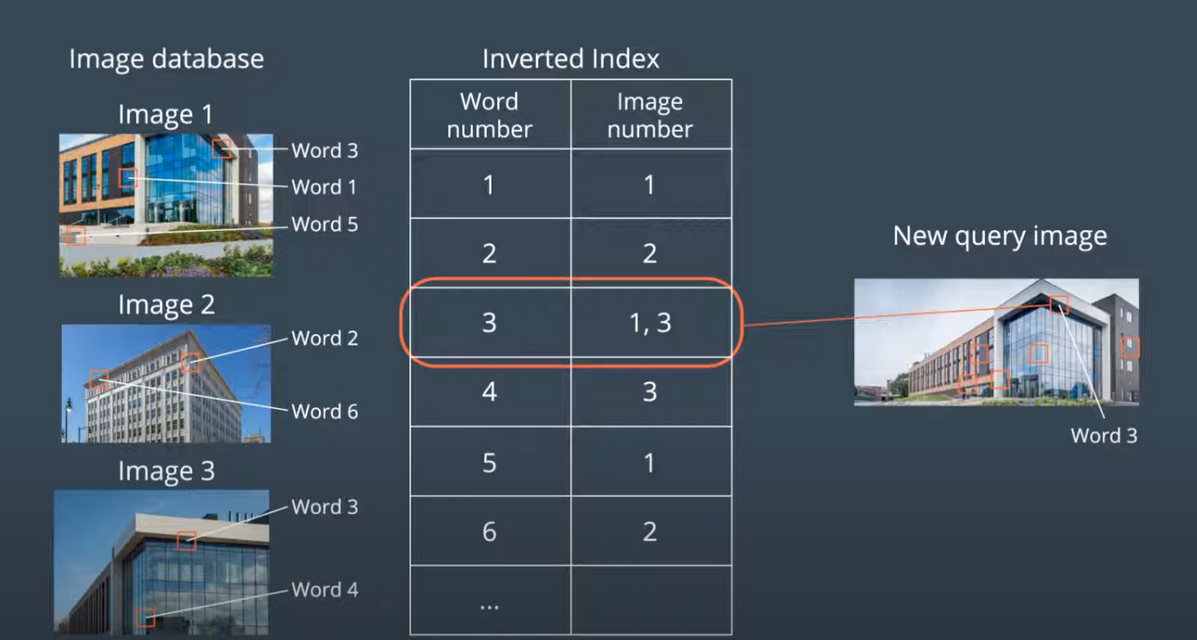 Image database
Inverted Index
Image 1
Word 3
Word 1
Word 5
Image 2
Word 2
Word 6
Image 3
Word 3
Word 4
Word number
Image number
1 1
2 2
3 1, 3
4 3
5 1
6 2
...
New query image
Word 3